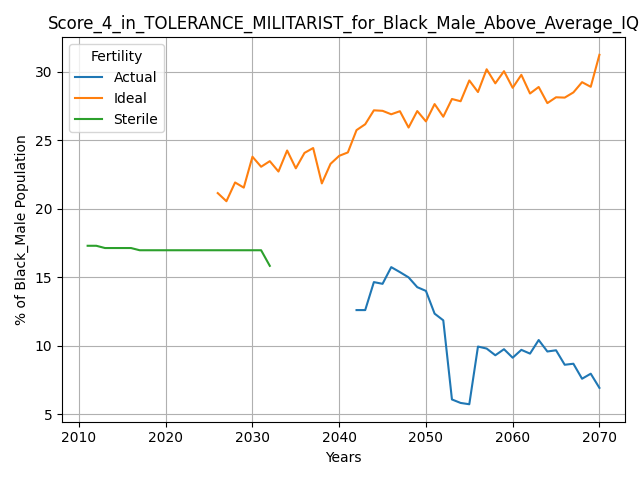 Score_4_in_TOLERANCE_MILITARIST_for_Black_Male_Above_Average_IQ
Fertility
Actual
Ideal
Sterile
% of Black_Male Population
30
25
20
15
10
5
2010 2020 2030 2040 2050 2060 2070
Years